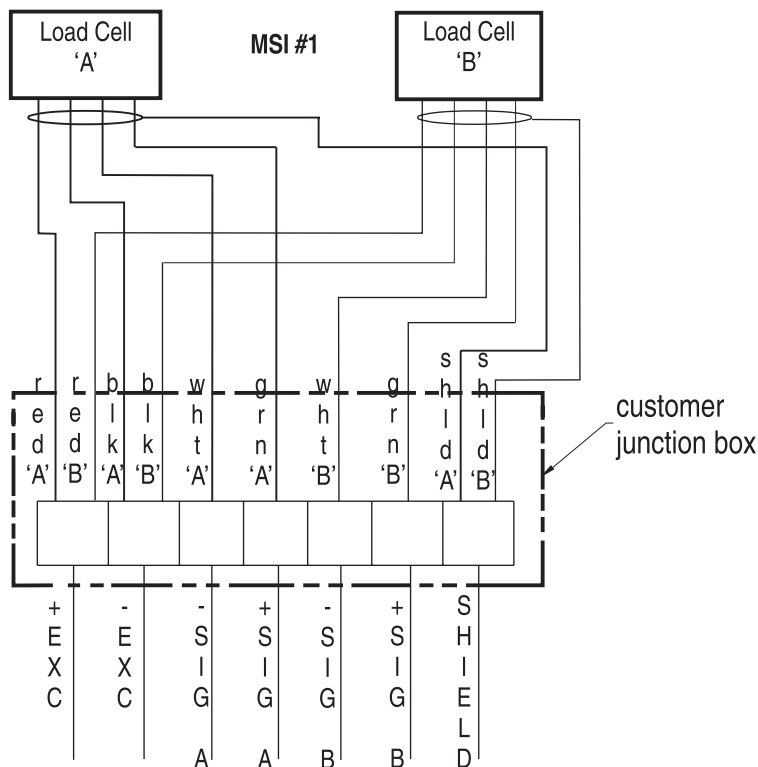 Load Cell
‘A’
MSI #1
Load Cell
‘B’
red ‘A’
red ‘B’
blk ‘A’
blk ‘B’
wht ‘A’
grn ‘A’
wht ‘B’
grn ‘B’
shld ‘A’
shld ‘B’
customer
junction box
+EXC
-EXC
-SIG A
+SIG A
-SIG B
+SIG B
SHIELD